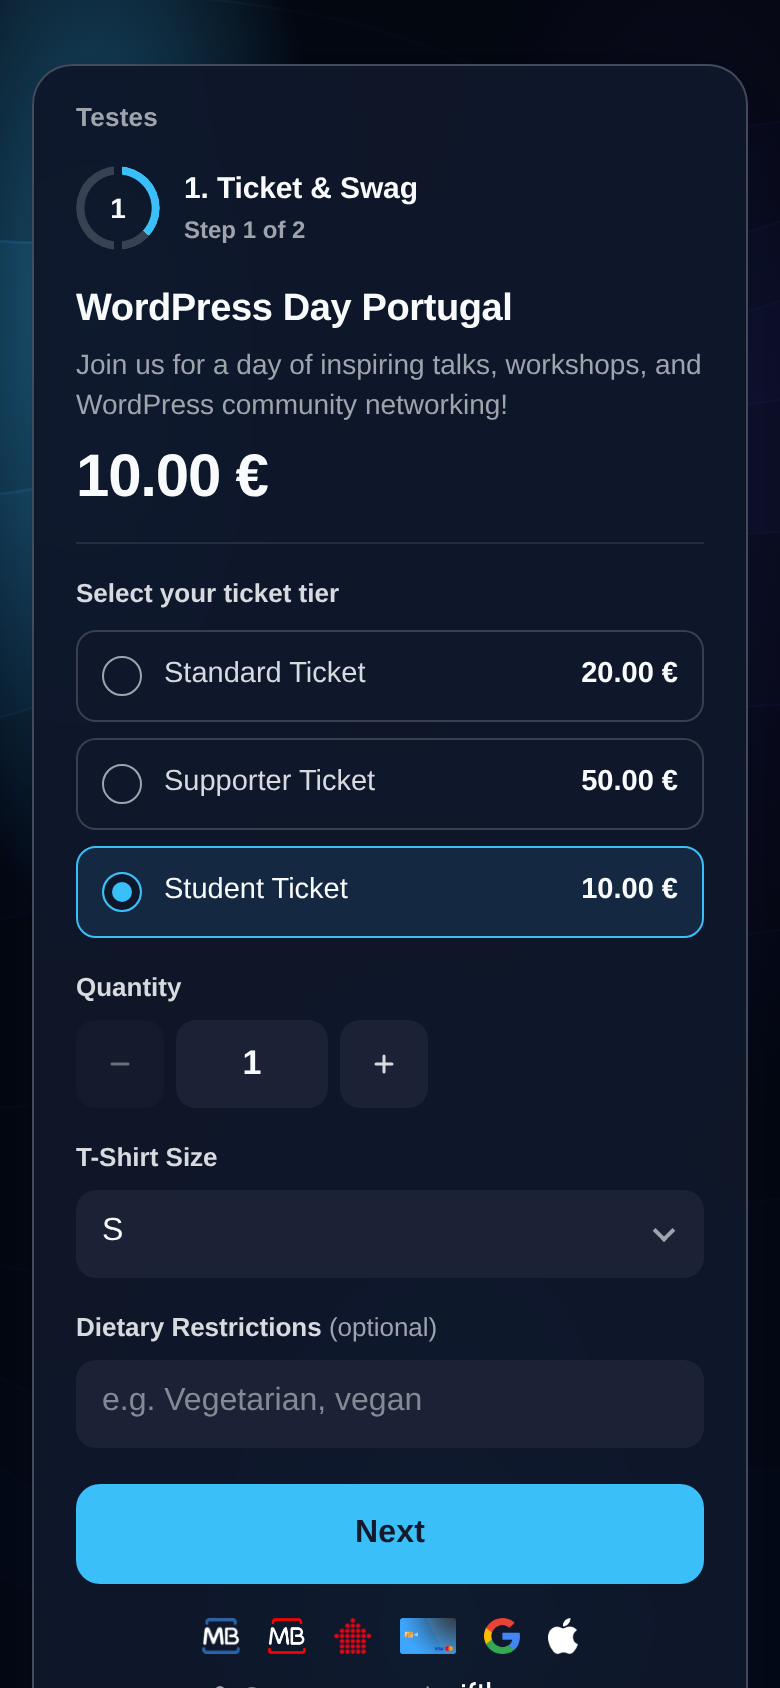 Testes
1
1. Ticket & Swag
Step 1 of 2
WordPress Day Portugal
Join us for a day of inspiring talks, workshops, and
WordPress community networking!
10.00 €
Select your ticket tier
Standard Ticket 20.00 €
Supporter Ticket 50.00 €
Student Ticket 10.00 €
Quantity
− 1 +
T-Shirt Size
S
Dietary Restrictions (optional)
e.g. Vegetarian, vegan
Next
MB MB VISA